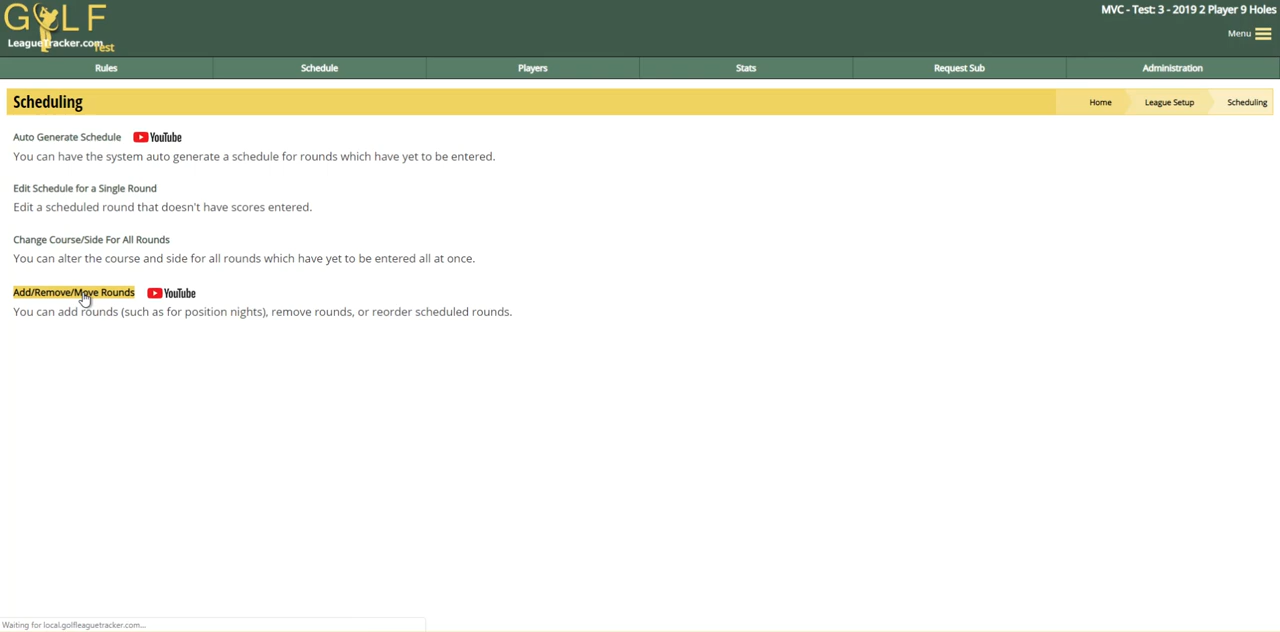 GOLF
LeagueTracker.com
Test
MVC - Test: 3 - 2019 2 Player 9 Holes
Menu
Rules
Schedule
Players
Stats
Request Sub
Administration
Scheduling
Home
League Setup
Scheduling
Auto Generate Schedule
YouTube
You can have the system auto generate a schedule for rounds which have yet to be entered.
Edit Schedule for a Single Round
Edit a scheduled round that doesn't have scores entered.
Change Course/Side For All Rounds
You can alter the course and side for all rounds which have yet to be entered all at once.
Add/Remove/Move Rounds
YouTube
You can add rounds (such as for position nights), remove rounds, or reorder scheduled rounds.
Waiting for local.golfleaguetracker.com...